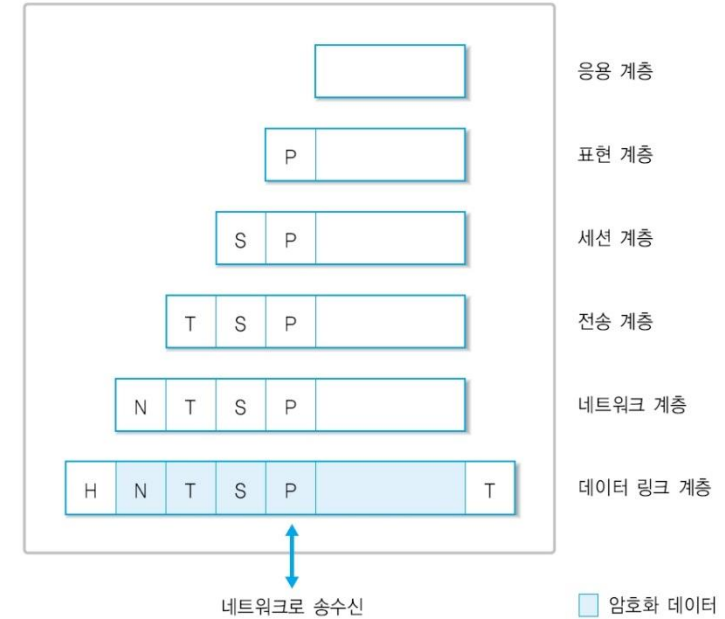 응용 계층
P 표현 계층
S P 세션 계층
T S P 전송 계층
N T S P 네트워크 계층
H N T S P T 데이터 링크 계층
네트워크로 송수신
암호화 데이터